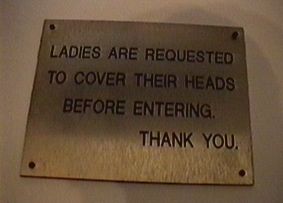 LADIES ARE REQUESTED
TO COVER THEIR HEADS
BEFORE ENTERING.
THANK YOU.